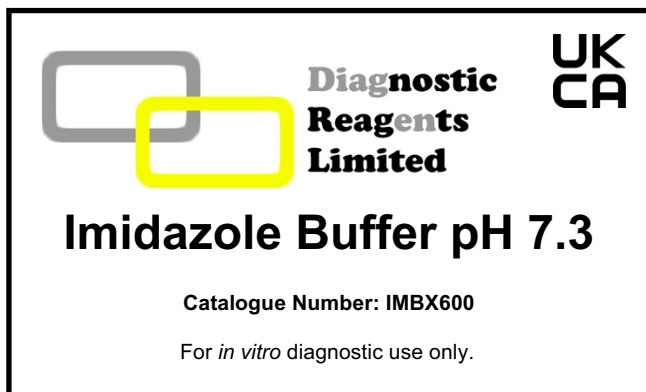 Diagnostic
Reagents
Limited
UK
CA
Imidazole Buffer pH 7.3
Catalogue Number: IMBX600
For in vitro diagnostic use only.